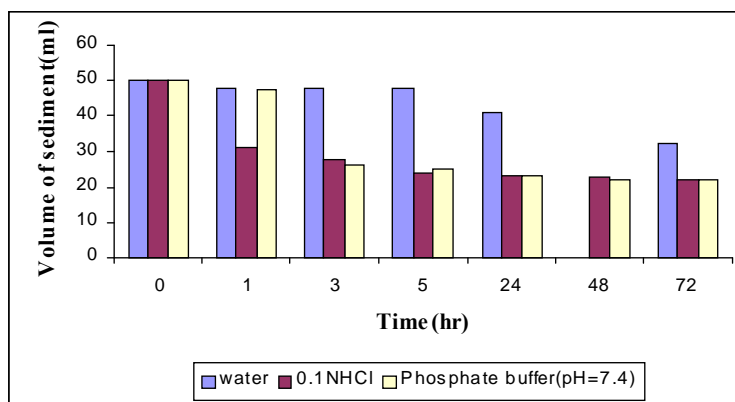 Volume of sediment(ml)
60
50
40
30
20
10
0
0 1 3 5 24 48 72
Time (hr)
water 0.1NHCl Phosphate buffer(pH=7.4)